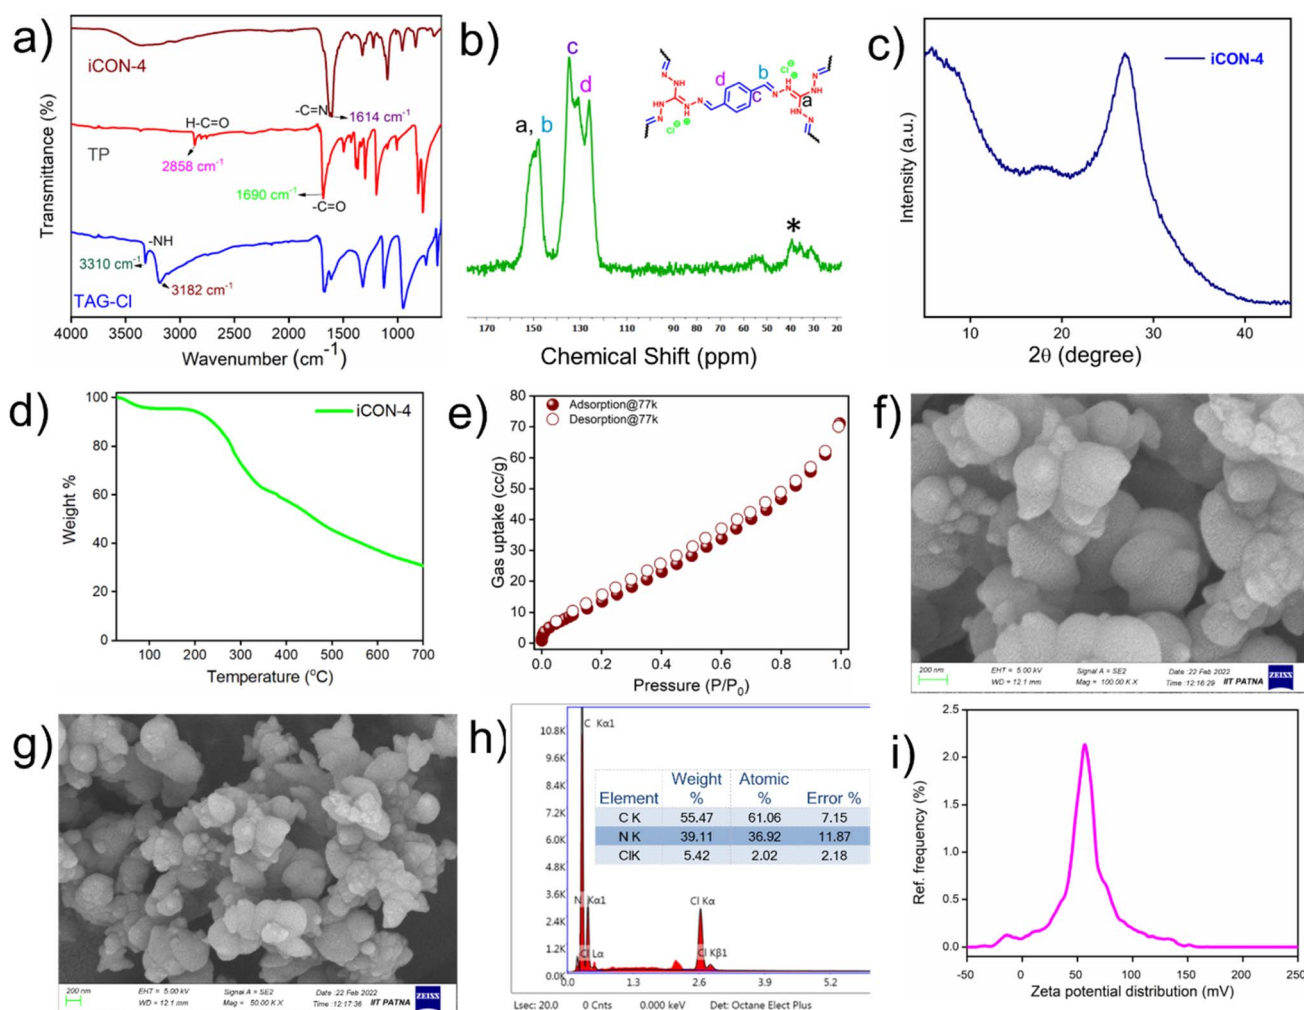 a)
iCON-4
-C=N
1614 cm-1
H-C=O
TP
2858 cm-1
1690 cm-1
-C=O
-NH
3310 cm-1
3182 cm-1
TAG-Cl
Transmittance (%)
4000 3500 3000 2500 2000 1500 1000
Wavenumber (cm-1)
b)
c
d
a, b
*
d
b
c
a
Cl ⊖
Cl ⊖
170 150 130 110 90 80 70 60 50 40 30 20
Chemical Shift (ppm)
c)
iCON-4
Intensity (a.u.)
10 20 30 40
2θ (degree)
d)
iCON-4
Weight %
100
80
60
40
20
0
100 200 300 400 500 600 700
Temperature (oC)
e)
Adsorption@77k
Desorption@77k
Gas uptake (cc/g)
80
70
60
50
40
30
20
10
0
0.0 0.2 0.4 0.6 0.8 1.0
Pressure (P/P0)
f)
200 nm
EHT = 5.00 kV Signal A = SE2 Date :22 Feb 2022
WD = 12.1 mm Mag = 100.00 K X Time :12:16:29 IIT PATNA
ZEISS
g)
200 nm
EHT = 5.00 kV Signal A = SE2 Date :22 Feb 2022
WD = 12.1 mm Mag = 50.00 K X Time :12:17:36 IIT PATNA
ZEISS
h)
10.8K
9.6K
8.4K
7.2K
6.0K
4.8K
3.6K
2.4K
1.2K
0.0K
C Kα1
N Kα1
Cl Lα
Cl Kα
Cl Kβ1
Element Weight % Atomic % Error %
C K 55.47 61.06 7.15
N K 39.11 36.92 11.87
ClK 5.42 2.02 2.18
0.0 1.3 2.6 3.9 5.2
Lsec: 20.0 0 Cnts 0.000 keV Det: Octane Elect Plus
i)
Ref. frequency (%)
2.5
2.0
1.5
1.0
0.5
0.0
-50 0 50 100 150 200 250
Zeta potential distribution (mV)